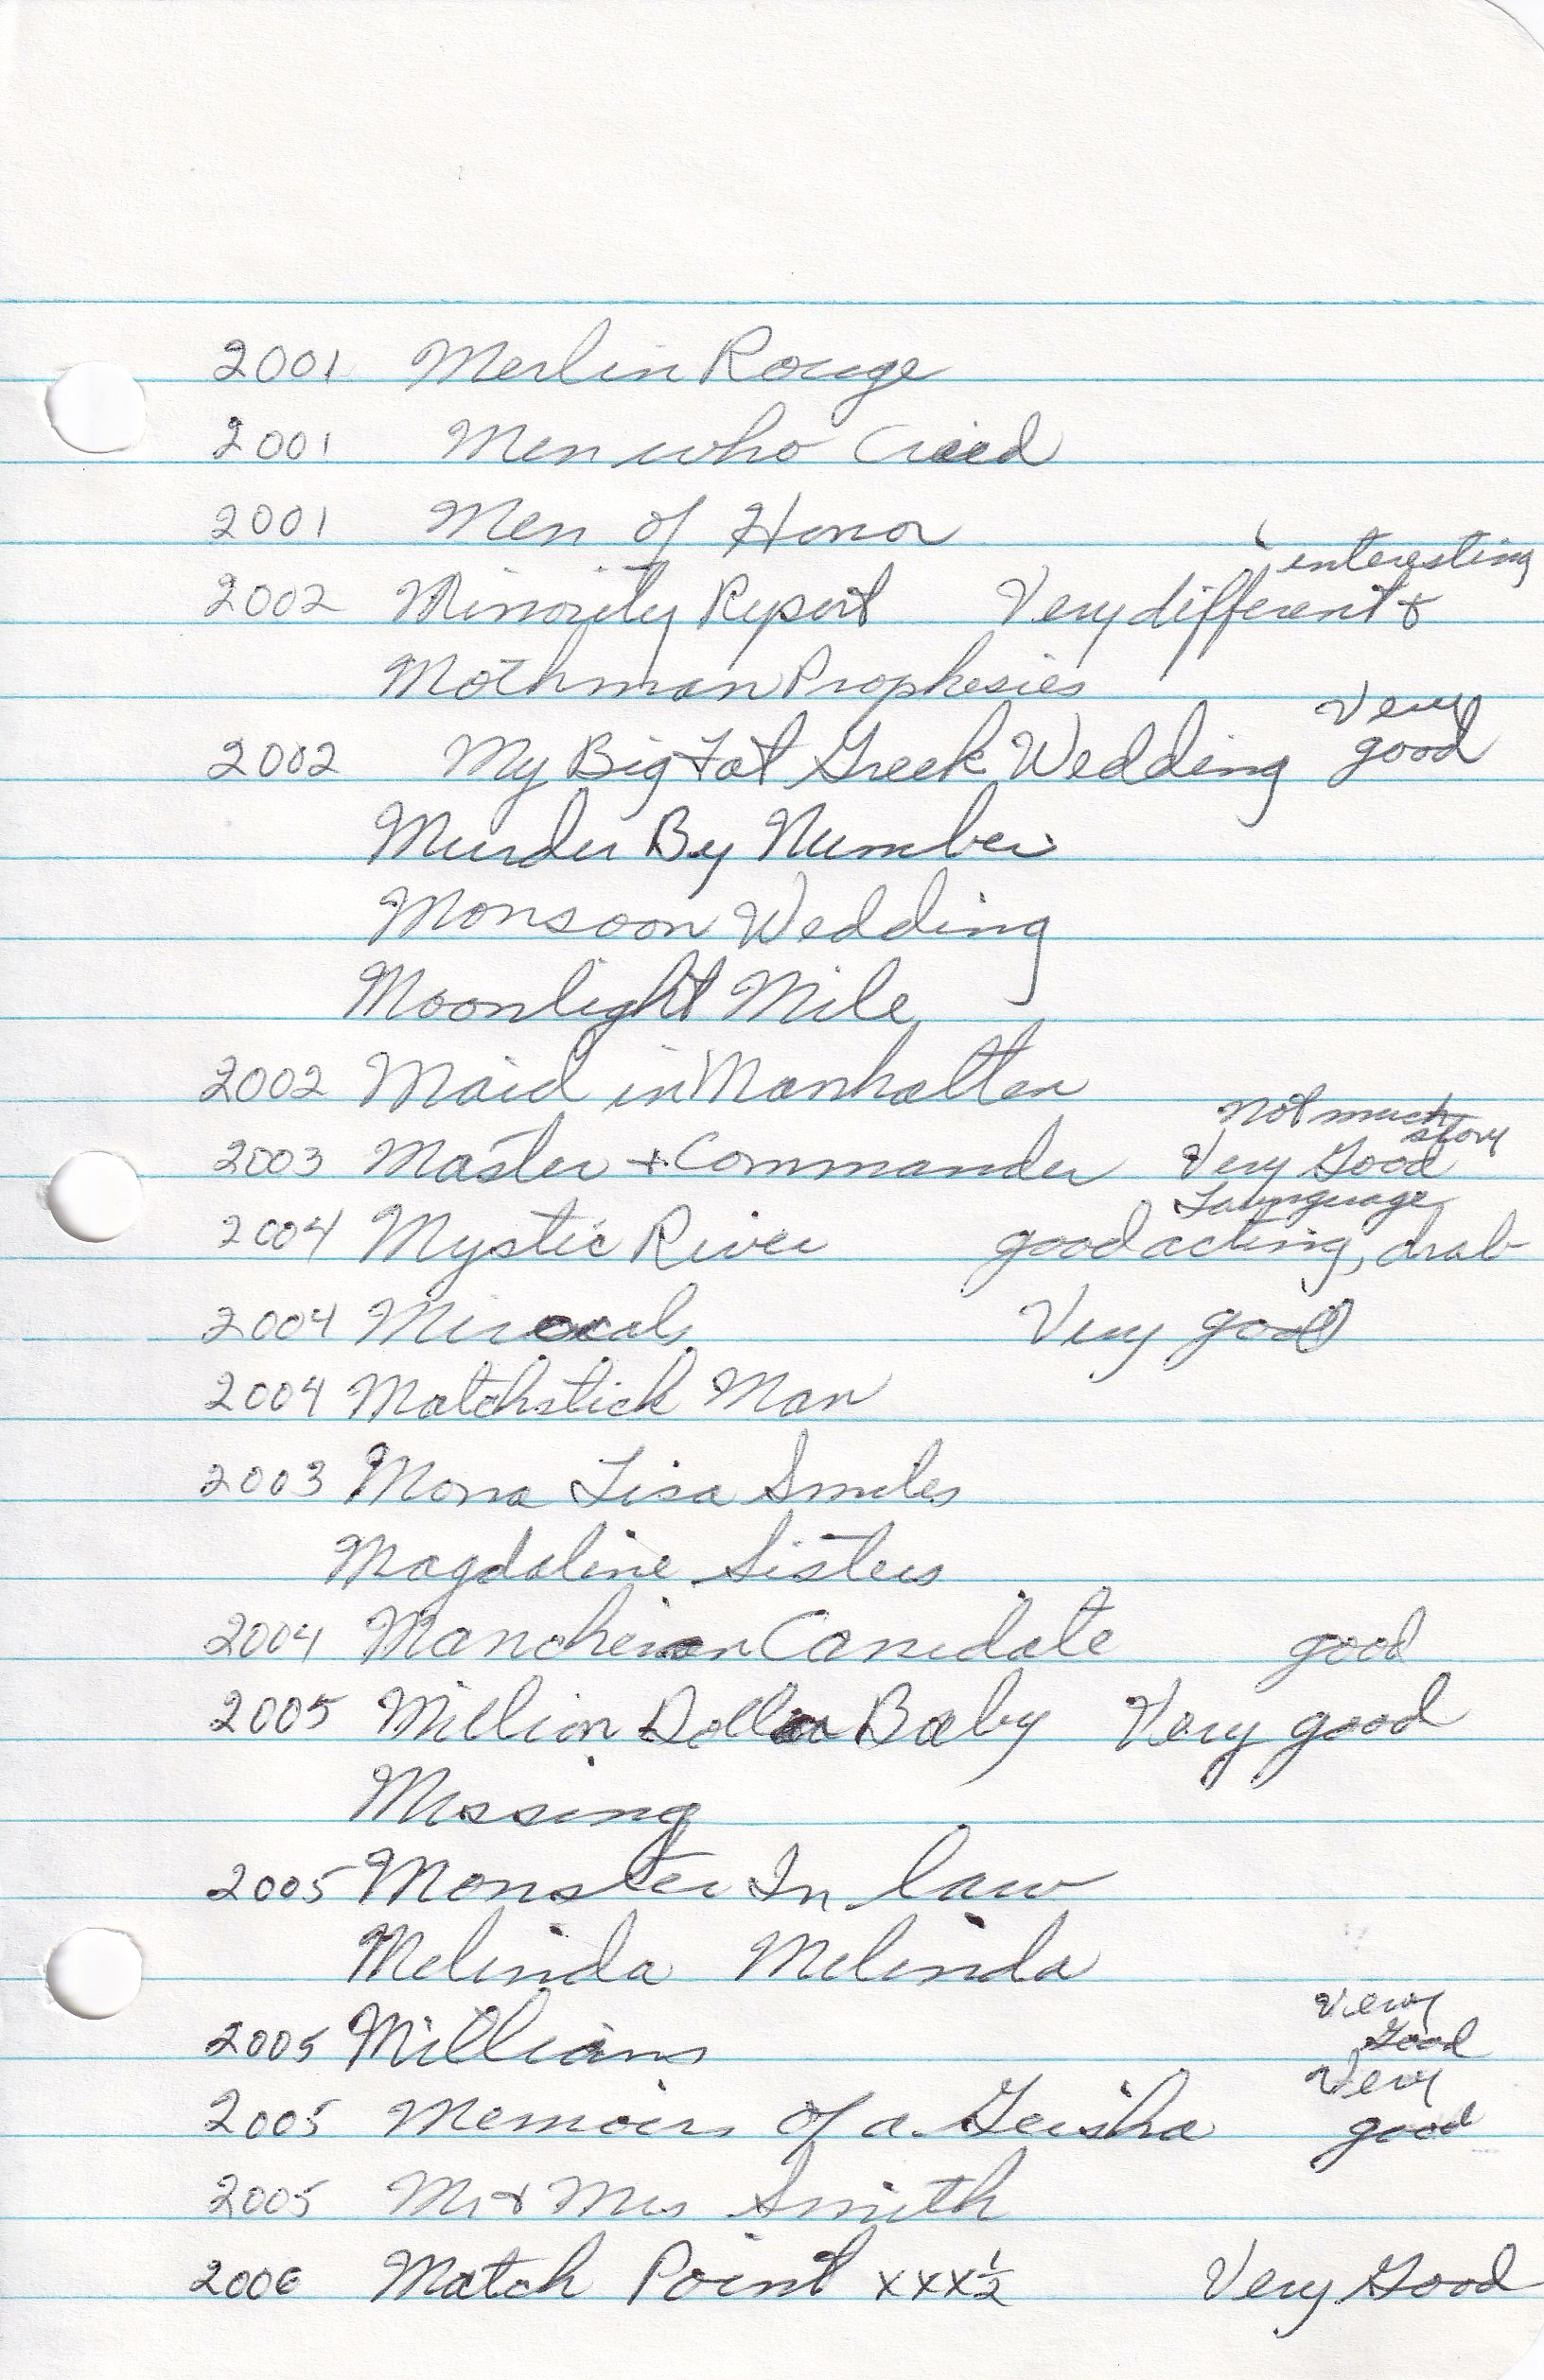 2001 Merlin Rouge
2001 Men who Cried
2001 Men of Honor
interesting
2002 Minority Report Very different +
Mothman Prophesies
Very
2002 My Big Fat Greek Wedding good
Murder By Number
Monsoon Wedding
Moonlight Mile
2002 Maid in Manhatten
Not much
story
2003 Master + Commander Very Good
Launguage
2004 Mystic River good acting, drab
2004 Very good
2004 Matchstick Man
2003 Mona Lisa Smiles
Magdaline Sisters
2004 Canidate good
2005 Million Dollar Baby Very good
Missing
2005 Monster In law
Melinda Melinda
Very
2005 Millians Good
Very
2005 Memoirs of a Geisha good
2005 Mr + Mrs Smith
2006 Match Point xxx½ Very Good